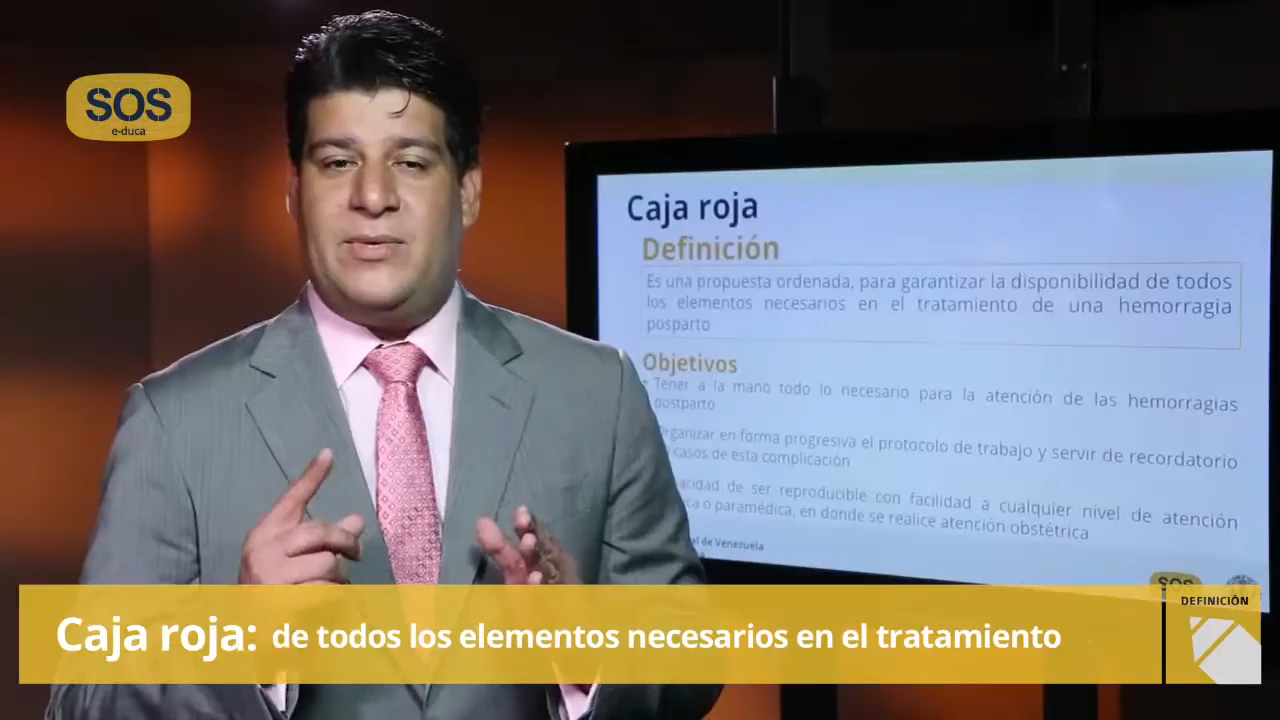 SOS
e-duca
Caja roja
Definición
Es una propuesta ordenada, para garantizar la disponibilidad de todos
los elementos necesarios en el tratamiento de una hemorragia
posparto
Objetivos
Tener a la mano todo lo necesario para la atención de las hemorragias
postparto
organizar en forma progresiva el protocolo de trabajo y servir de recordatorio
casos de esta complicación
de ser reproducible con facilidad a cualquier nivel de atención
o paramédica, en donde se realice atención obstétrica
de Venezuela
SOS
DEFINICIÓN
Caja roja: de todos los elementos necesarios en el tratamiento